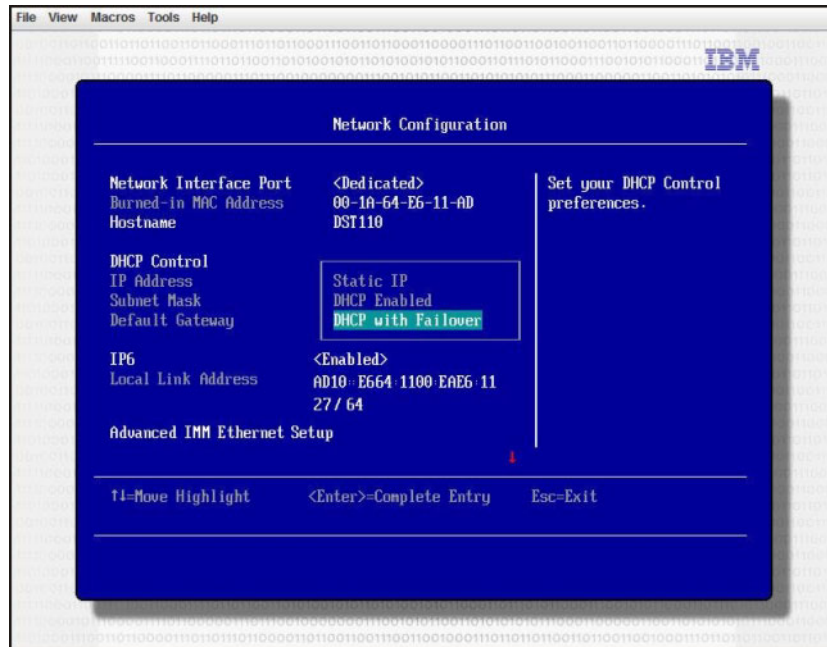 File View Macros Tools Help
IBM
Network Configuration
Network Interface Port <Dedicated> Set your DHCP Control
Burned-in MAC Address 00-1A-64-E6-11-AD preferences.
Hostname DST110
DHCP Control
IP Address Static IP
Subnet Mask DHCP Enabled
Default Gateway DHCP with Failover
IP6 <Enabled>
Local Link Address AD10::E664:1100:EAE6:11
27/64
Advanced IMM Ethernet Setup
↓
↑↓=Move Highlight <Enter>=Complete Entry Esc=Exit